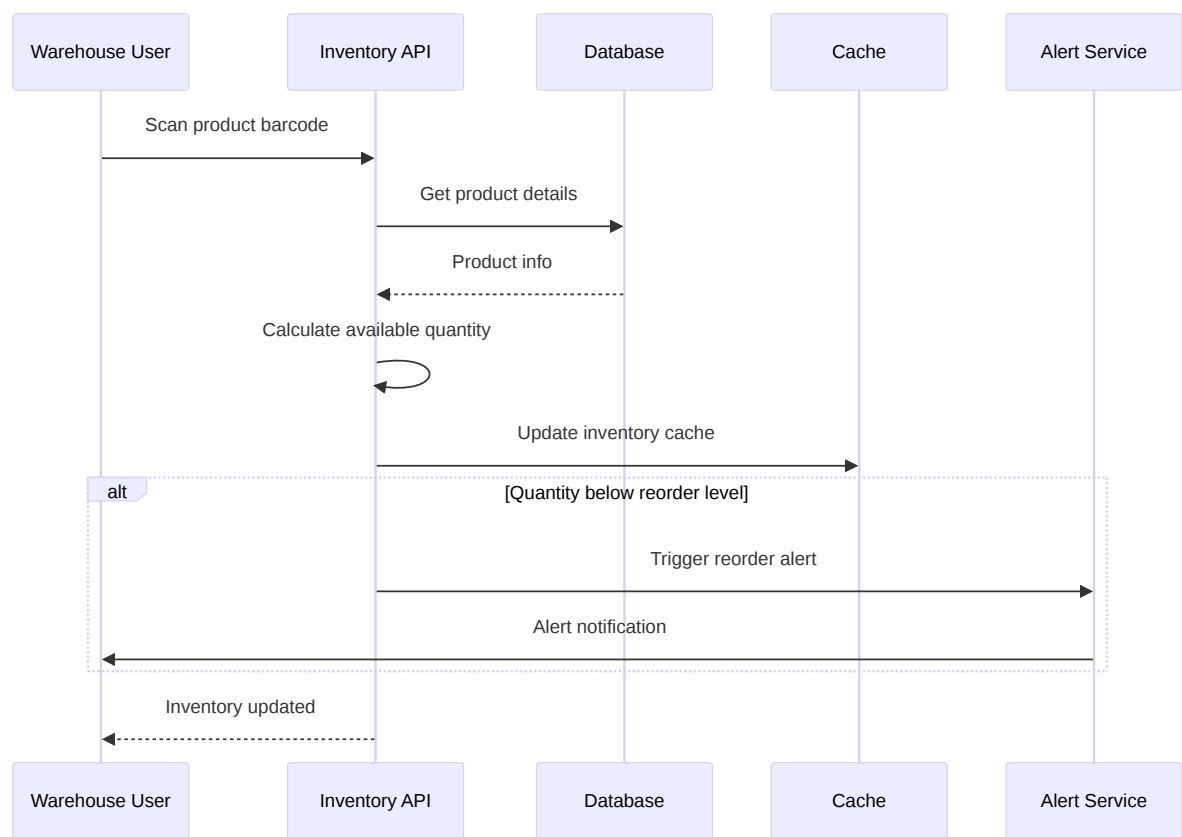 Warehouse User
Inventory API
Database
Cache
Alert Service
Scan product barcode
Get product details
Product info
Calculate available quantity
Update inventory cache
alt
[Quantity below reorder level]
Trigger reorder alert
Alert notification
Inventory updated
Warehouse User
Inventory API
Database
Cache
Alert Service